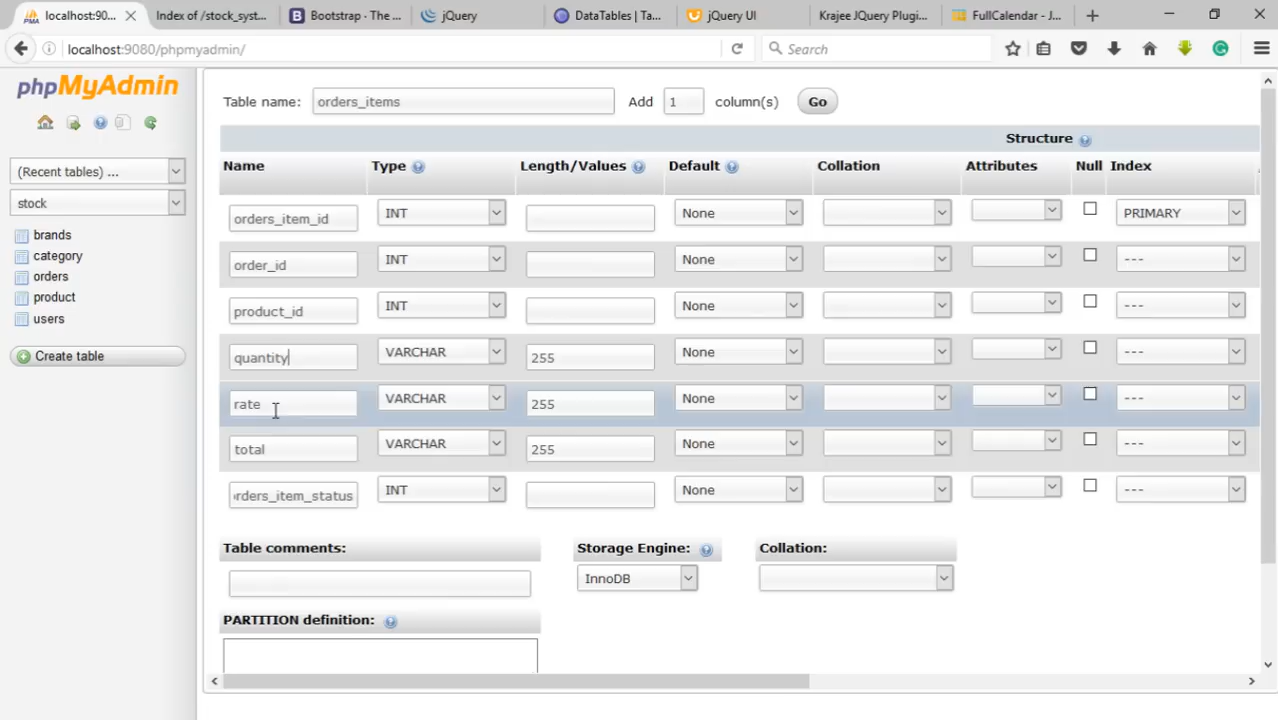 localhost:90...
Index of /stock_syst...
Bootstrap · The ...
jQuery
DataTables | Ta...
jQuery UI
Krajee JQuery Plugin...
FullCalendar - J...
localhost:9080/phpmyadmin/
Search
phpMyAdmin
(Recent tables) ...
stock
brands
category
orders
product
users
Create table
Table name: orders_items Add 1 column(s) Go
Structure
Name Type Length/Values Default Collation Attributes Null Index
orders_item_id INT None PRIMARY
order_id INT None ---
product_id INT None ---
quantity VARCHAR 255 None ---
rate VARCHAR 255 None ---
total VARCHAR 255 None ---
orders_item_status INT None ---
Table comments: Storage Engine: Collation:
InnoDB
PARTITION definition: